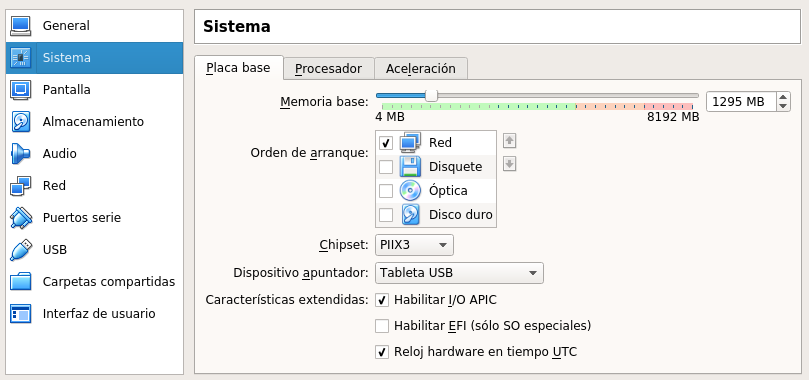 General
Sistema
Pantalla
Almacenamiento
Audio
Red
Puertos serie
USB
Carpetas compartidas
Interfaz de usuario
Sistema
Placa base
Procesador
Aceleración
Memoria base:
1295 MB
4 MB
8192 MB
Orden de arranque:
Red
Disquete
Óptica
Disco duro
Chipset:
PIIX3
Dispositivo apuntador:
Tableta USB
Características extendidas:
Habilitar I/O APIC
Habilitar EFI (sólo SO especiales)
Reloj hardware en tiempo UTC